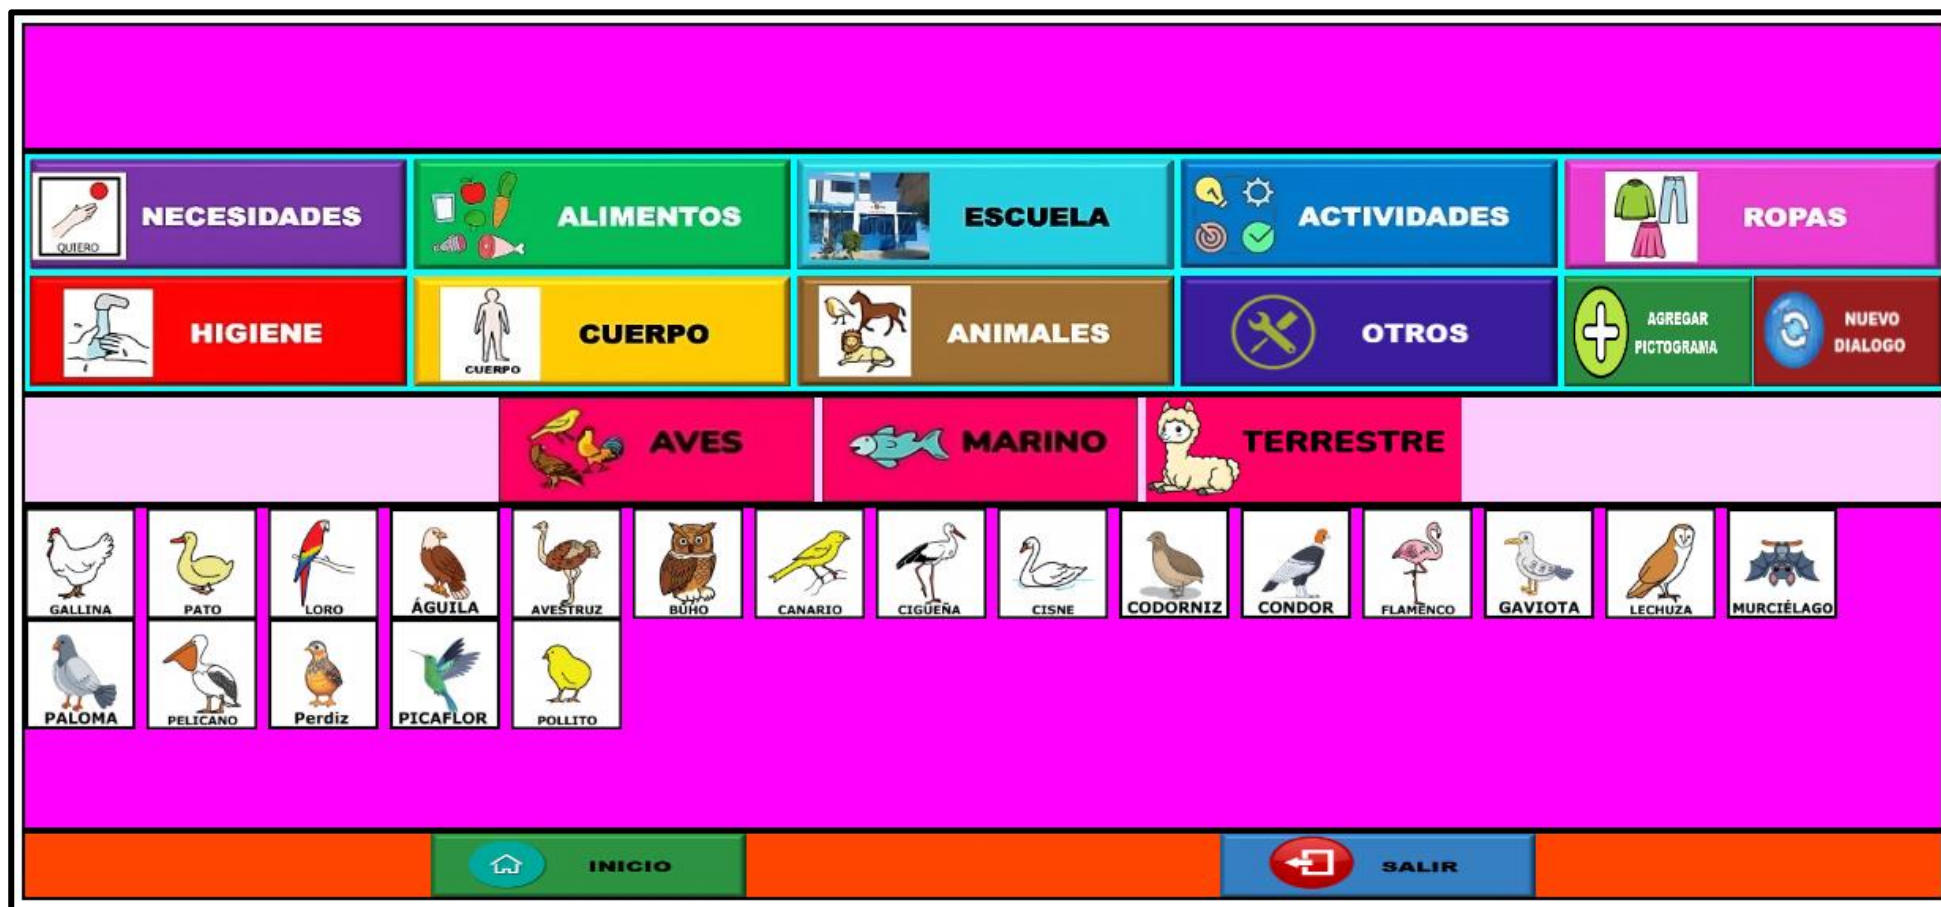 NECESIDADES
ALIMENTOS
ESCUELA
ACTIVIDADES
ROPAS
QUIERO
HIGIENE
CUERPO
CUERPO
ANIMALES
OTROS
AGREGAR
PICTOGRAMA
NUEVO
DIALOGO
AVES
MARINO
TERRESTRE
GALLINA
PATO
LORO
ÁGUILA
AVESTRUZ
BÚHO
CANARIO
CIGÜEÑA
CISNE
CODORNIZ
CONDOR
FLAMENCO
GAVIOTA
LECHUZA
MURCIÉLAGO
PALOMA
PELICANO
Perdiz
PICAFLOR
POLLITO
INICIO
SALIR